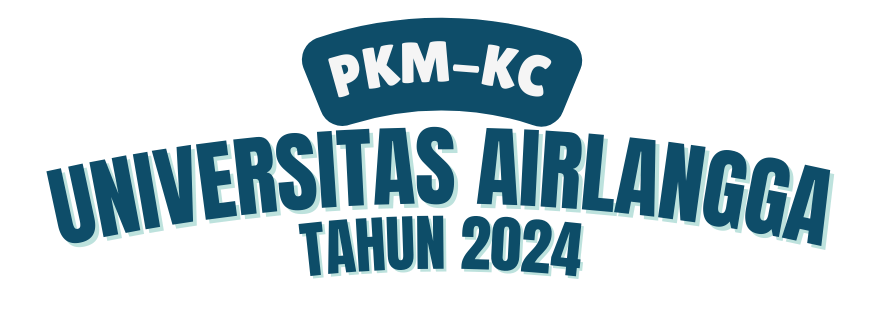 PKM-KC
UNIVERSITAS AIRLANGGA
TAHUN 2024